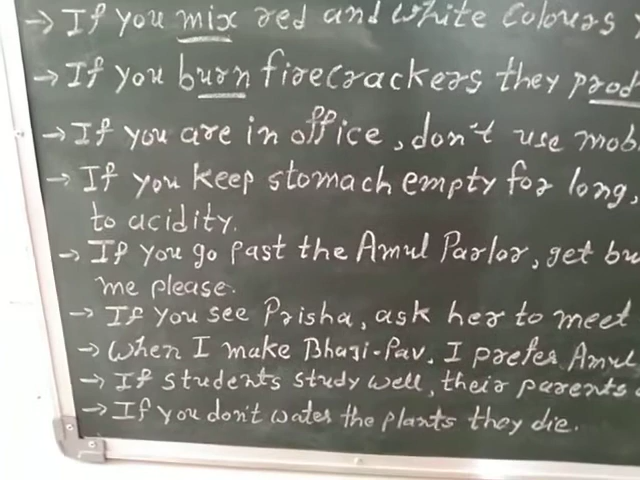 → If you mix red and white colours
→ If you burn firecrackers they prod
→ If you are in office, don't use mob
→ If you keep stomach empty for long,
to acidity.
→ If you go past the Amul Parlor, get bu
me please.
→ If you see Prisha, ask her to meet
→ When I make Bhaji-Pav, I prefer Amul
→ If students study well, their parents
→ If you don't water the plants they die.